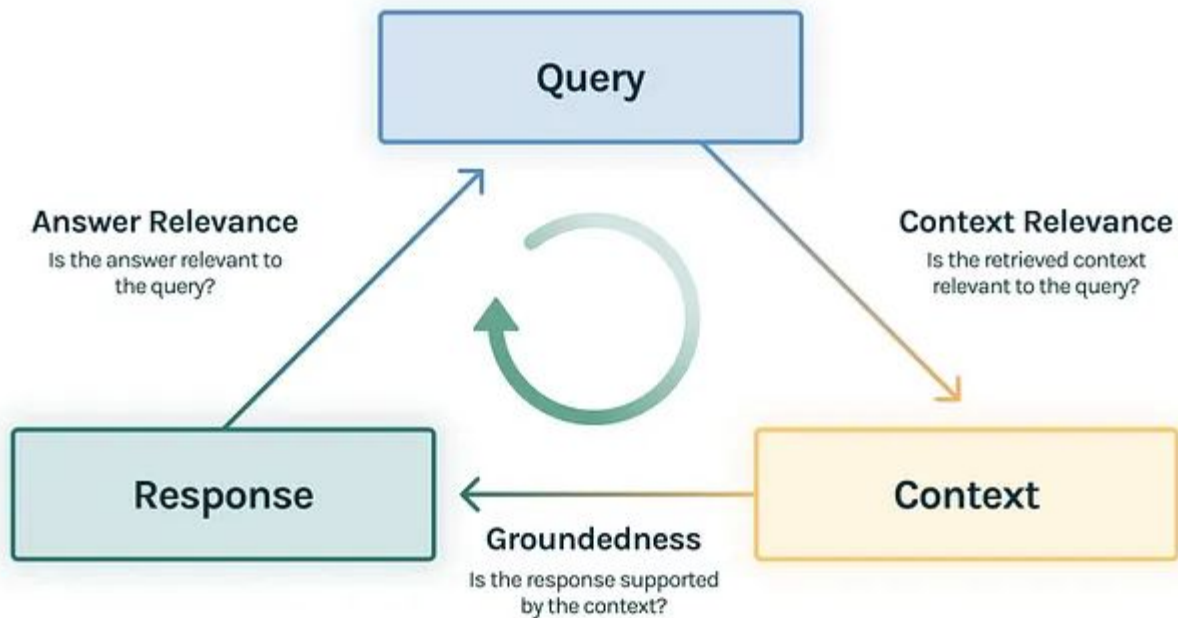 Query
Answer Relevance
Is the answer relevant to
the query?
Context Relevance
Is the retrieved context
relevant to the query?
Response
Context
Groundedness
Is the response supported
by the context?